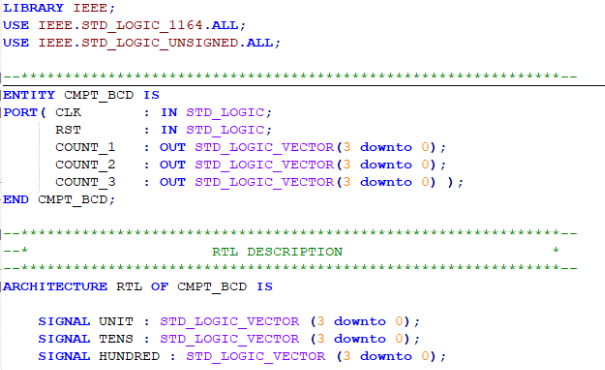 LIBRARY IEEE;
USE IEEE.STD_LOGIC_1164.ALL;
USE IEEE.STD_LOGIC_UNSIGNED.ALL;
--**************************************************************--
ENTITY CMPT_BCD IS
PORT( CLK : IN STD_LOGIC;
RST : IN STD_LOGIC;
COUNT_1 : OUT STD_LOGIC_VECTOR(3 downto 0);
COUNT_2 : OUT STD_LOGIC_VECTOR(3 downto 0);
COUNT_3 : OUT STD_LOGIC_VECTOR(3 downto 0) );
END CMPT_BCD;
--**************************************************************--
--* RTL DESCRIPTION *
--**************************************************************--
ARCHITECTURE RTL OF CMPT_BCD IS
SIGNAL UNIT : STD_LOGIC_VECTOR (3 downto 0);
SIGNAL TENS : STD_LOGIC_VECTOR (3 downto 0);
SIGNAL HUNDRED : STD_LOGIC_VECTOR (3 downto 0);